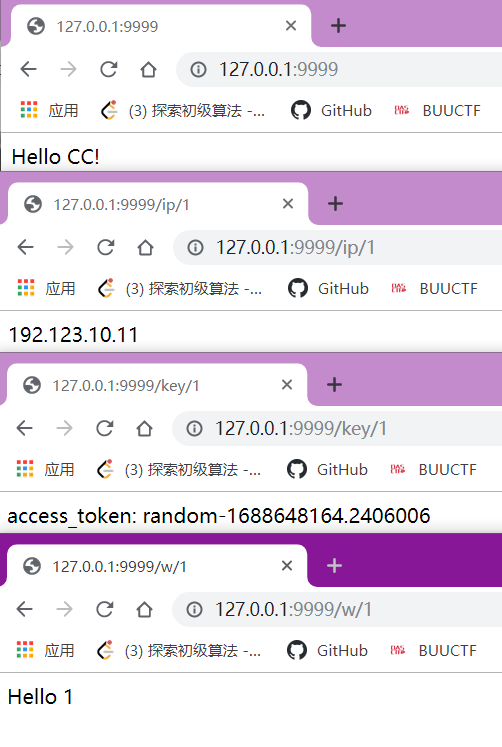 127.0.0.1:9999
127.0.0.1:9999
应用 (3) 探索初级算法 -... GitHub BUUCTF
Hello CC!
127.0.0.1:9999/ip/1
127.0.0.1:9999/ip/1
应用 (3) 探索初级算法 -... GitHub BUUCTF
192.123.10.11
127.0.0.1:9999/key/1
127.0.0.1:9999/key/1
应用 (3) 探索初级算法 -... GitHub BUUCTF
access_token: random-1688648164.2406006
127.0.0.1:9999/w/1
127.0.0.1:9999/w/1
应用 (3) 探索初级算法 -... GitHub BUUCTF
Hello 1